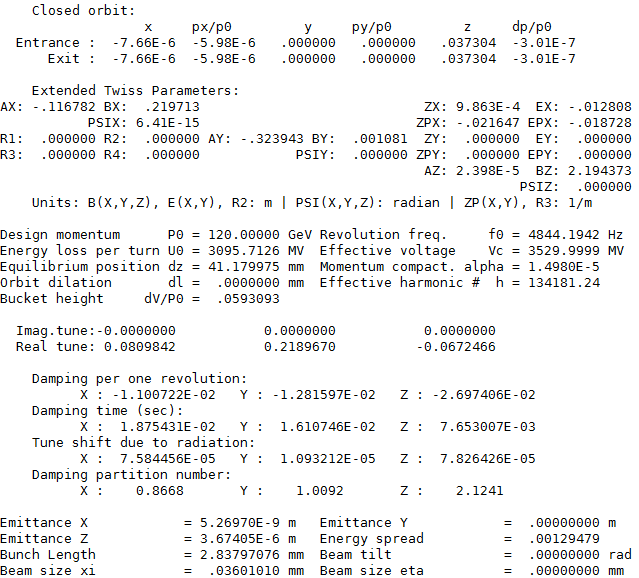 Closed orbit:
x px/p0 y py/p0 z dp/p0
Entrance : -7.66E-6 -5.98E-6 .000000 .000000 .037304 -3.01E-7
Exit : -7.66E-6 -5.98E-6 .000000 .000000 .037304 -3.01E-7
Extended Twiss Parameters:
AX: -.116782 BX: .219713 ZX: 9.863E-4 EX: -.012808
PSIX: 6.41E-15 ZPX: -.021647 EPX: -.018728
R1: .000000 R2: .000000 AY: -.323943 BY: .001081 ZY: .000000 EY: .000000
R3: .000000 R4: .000000 PSIY: .000000 ZPY: .000000 EPY: .000000
AZ: 2.398E-5 BZ: 2.194373
PSIZ: .000000
Units: B(X,Y,Z), E(X,Y), R2: m | PSI(X,Y,Z): radian | ZP(X,Y), R3: 1/m
Design momentum P0 = 120.00000 GeV Revolution freq. f0 = 4844.1942 Hz
Energy loss per turn U0 = 3095.7126 MV Effective voltage Vc = 3529.9999 MV
Equilibrium position dz = 41.179975 mm Momentum compact. alpha = 1.4980E-5
Orbit dilation dl = .0000000 mm Effective harmonic # h = 134181.24
Bucket height dV/P0 = .0593093
Imag.tune:-0.0000000 0.0000000 0.0000000
Real tune: 0.0809842 0.2189670 -0.0672466
Damping per one revolution:
X : -1.100722E-02 Y : -1.281597E-02 Z : -2.697406E-02
Damping time (sec):
X : 1.875431E-02 Y : 1.610746E-02 Z : 7.653007E-03
Tune shift due to radiation:
X : 7.584456E-05 Y : 1.093212E-05 Z : 7.826426E-05
Damping partition number:
X : 0.8668 Y : 1.0092 Z : 2.1241
Emittance X = 5.26970E-9 m Emittance Y = .00000000 m
Emittance Z = 3.67405E-6 m Energy spread = .00129479
Bunch Length = 2.83797076 mm Beam tilt = .00000000 rad
Beam size xi = .03601010 mm Beam size eta = .00000000 mm